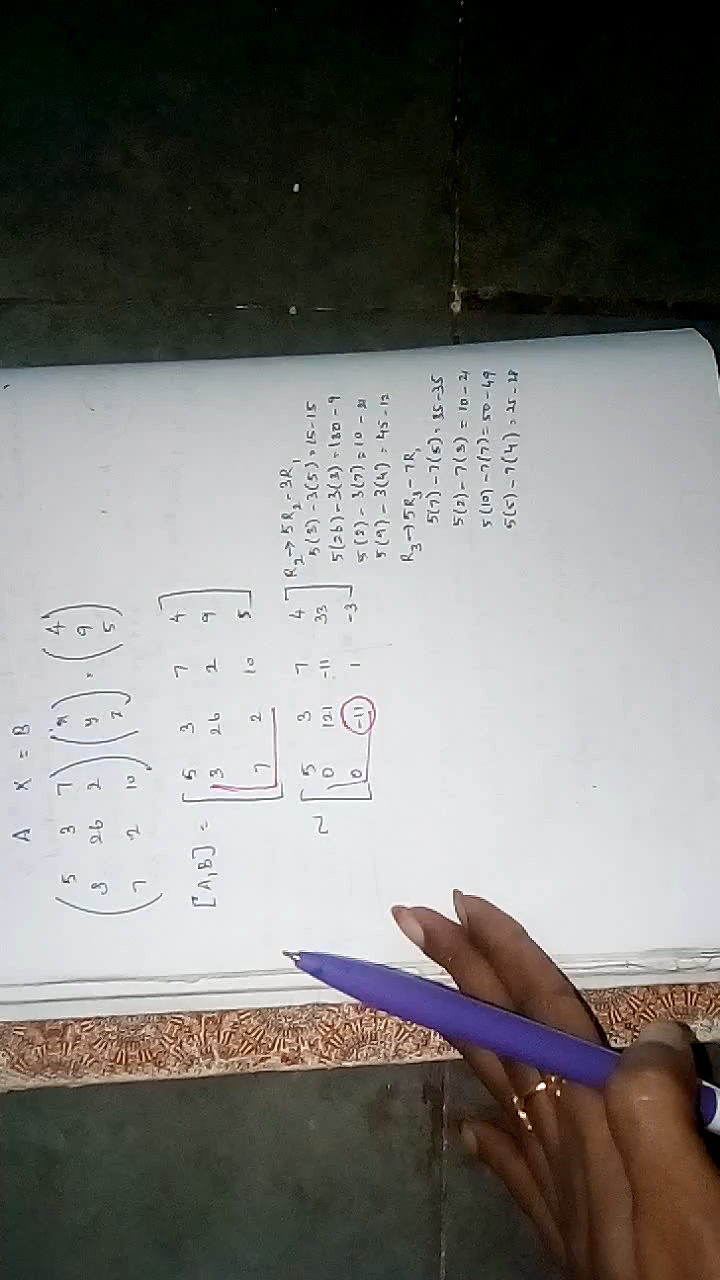 A X = B
( 5 3 7 ) ( x ) = ( 4 )
( 3 26 2 ) ( y ) ( 9 )
( 7 2 10 ) ( z ) ( 5 )
[A,B] = [ 5 3 7 4 ]
3 26 2 9
7 2 10 5
~ [ 5 3 7 4 ] R2→5R2-3R1
0 121 -11 33
0 -11 1 -3
5(3)-3(5)=15-15
5(26)-3(3)=130-9
5(2)-3(7)=10-21
5(9)-3(4)=45-12
R3→5R3-7R1
5(7)-7(5)=35-35
5(2)-7(3)=10-21
5(10)-7(7)=50-49
5(5)-7(4)=25-28